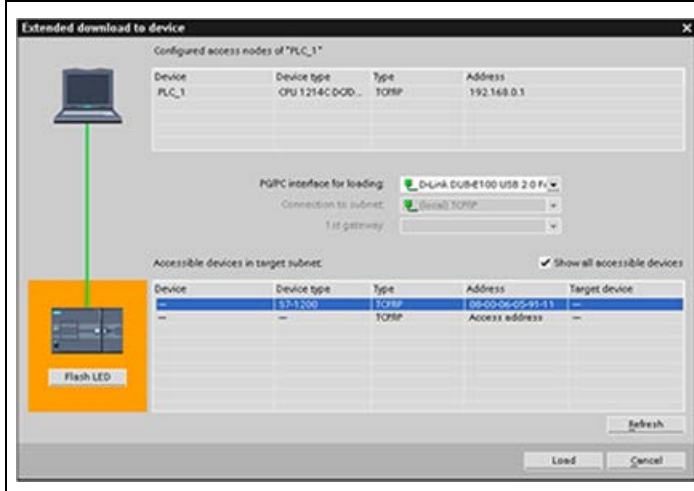 Extended download to device
Configured access nodes of "PLC_1"
Device Device type Type Address
PLC_1 CPU 1214C DC/D... TCP/IP 192.168.0.1
PG/PC interface for loading: D-Link DUB-E100 USB 2.0 Fa
Connection to subnet: (local) TCP/IP
1st gateway:
Accessible devices in target subnet: Show all accessible devices
Device Device type Type Address Target device
— S7-1200 TCP/IP 08-00-06-05-91-11 —
— — TCP/IP Access address —
Flash LED
Refresh
Load Cancel